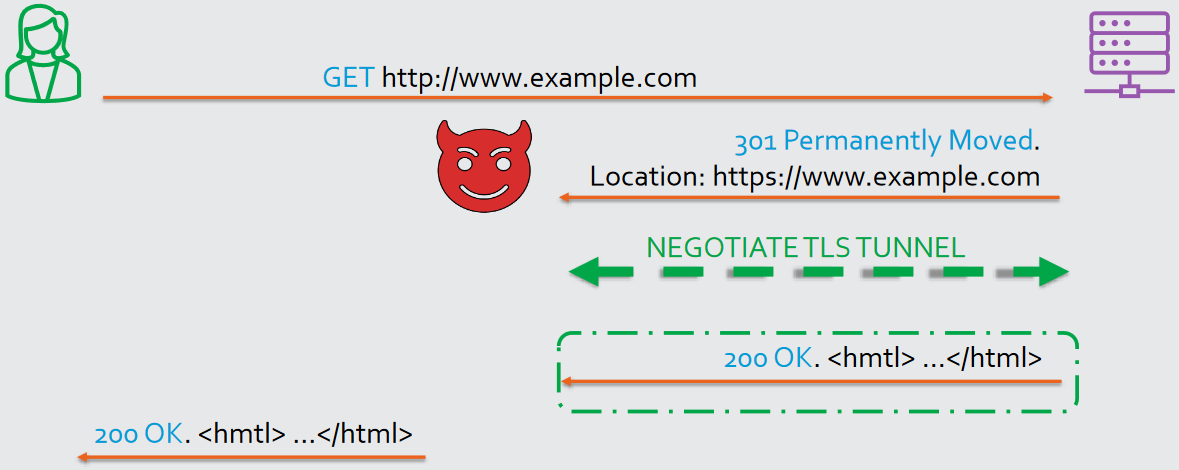 GET http://www.example.com
301 Permanently Moved.
Location: https://www.example.com
NEGOTIATE TLS TUNNEL
200 OK. <hmtl> ...</html>
200 OK. <hmtl> ...</html>